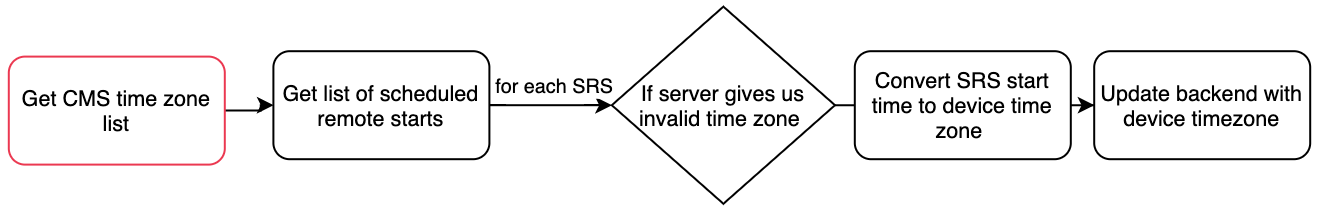 Get CMS time zone
list
Get list of scheduled
remote starts
for each SRS
If server gives us
invalid time zone
Convert SRS start
time to device time
zone
Update backend with
device timezone